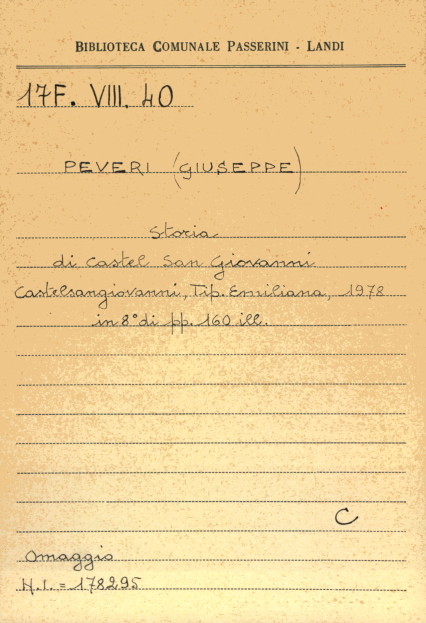 BIBLIOTECA COMUNALE PASSERINI - LANDI
17F. VIII. 40
PEVERI (GIUSEPPE)
Storia
di Castel San Giovanni
Castelsangiovanni, Tip. Emiliana, 1978
in 8° di pp. 160 ill.
C
Omaggio
N.I. = 178295